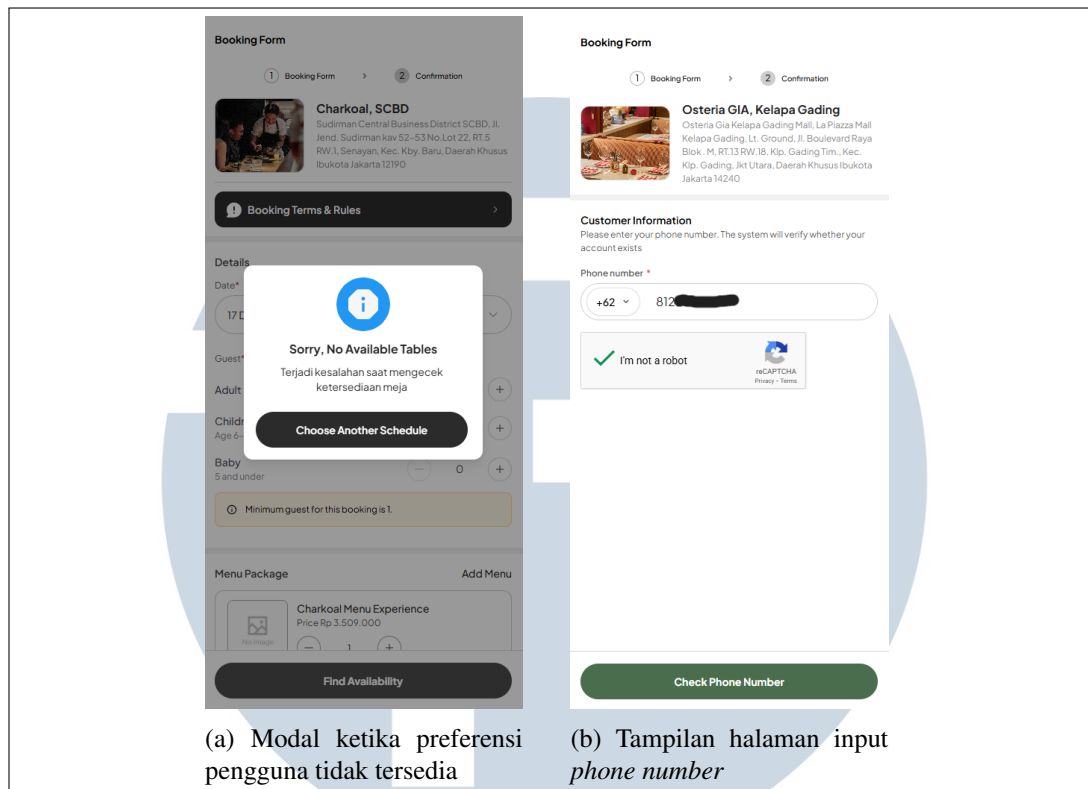 Booking Form
1 Booking Form > 2 Confirmation
Charkoal, SCBD
Sudirman Central Business District SCBD, Jl.
Jend. Sudirman kav 52-53 No.Lot 22, RT.5
RW.1, Senayan, Kec. Kby. Baru, Daerah Khusus
Ibukota Jakarta 12190
Booking Terms & Rules
Details
Date*
17 D
Sorry, No Available Tables
Terjadi kesalahan saat mengecek
ketersediaan meja
Choose Another Schedule
Guest*
Adult
Childr
Age 6-
Baby
5 and under
0
Minimum guest for this booking is 1.
Menu Package Add Menu
No Image
Charkoal Menu Experience
Price Rp 3.509.000
1
Find Availability
(a) Modal ketika preferensi
pengguna tidak tersedia
Booking Form
1 Booking Form > 2 Confirmation
Osteria GIA, Kelapa Gading
Osteria Gia Kelapa Gading Mall, La Piazza Mall
Kelapa Gading, Lt. Ground, Jl. Boulevard Raya
Blok . M, RT.13 RW.18, Klp. Gading Tim., Kec.
Klp. Gading, Jkt Utara, Daerah Khusus Ibukota
Jakarta 14240
Customer Information
Please enter your phone number. The system will verify whether your
account exists
Phone number *
+62 812
I'm not a robot
reCAPTCHA
Privacy - Terms
Check Phone Number
(b) Tampilan halaman input
phone number